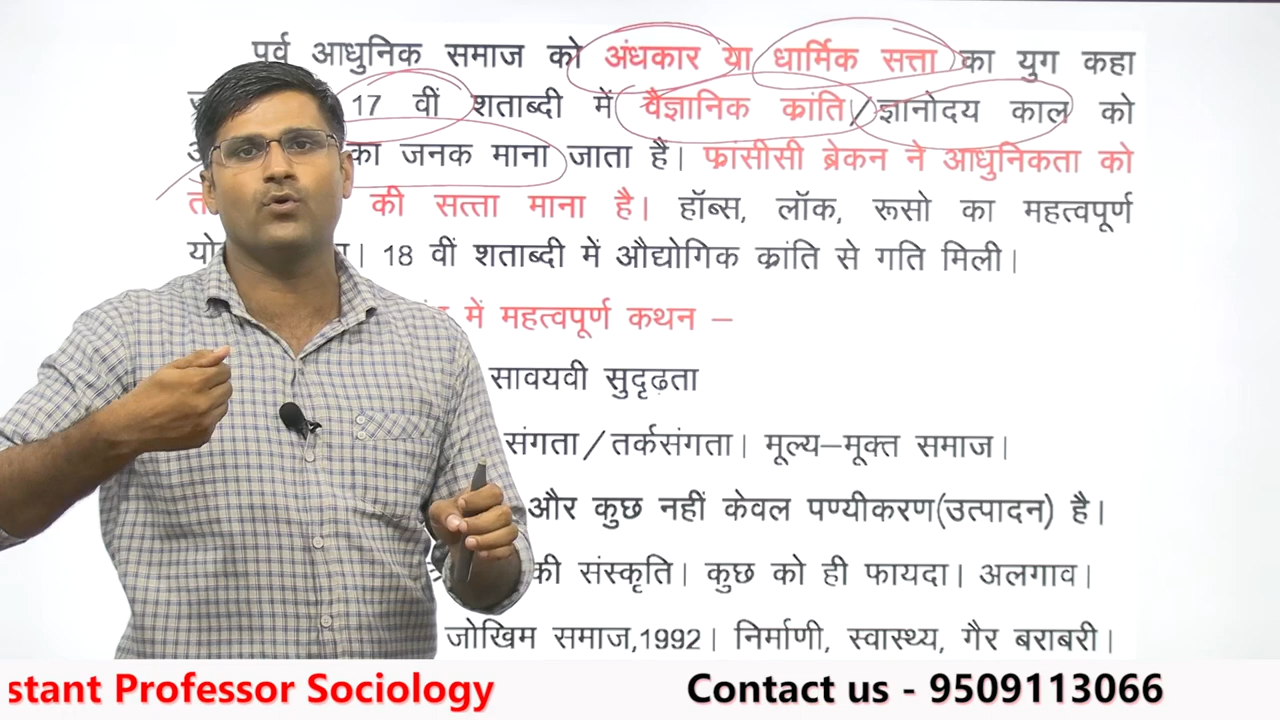 पूर्व आधुनिक समाज को अंधकार या धार्मिक सत्ता का युग कहा
17 वीं शताब्दी में वैज्ञानिक क्रांति/ज्ञानोदय काल को
का जनक माना जाता है। फ्रांसीसी ब्रेकन ने आधुनिकता को
की सत्ता माना है। हॉब्स, लॉक, रूसो का महत्वपूर्ण
18 वीं शताब्दी में औद्योगिक क्रांति से गति मिली।
में महत्वपूर्ण कथन –
सावयवी सुदृढ़ता
संगता/तर्कसंगता। मूल्य–मूक्त समाज।
और कुछ नहीं केवल पण्यीकरण(उत्पादन) है।
की संस्कृति। कुछ को ही फायदा। अलगाव।
जोखिम समाज,1992। निर्माणी, स्वास्थ्य, गैर बराबरी।
stant Professor Sociology Contact us - 9509113066